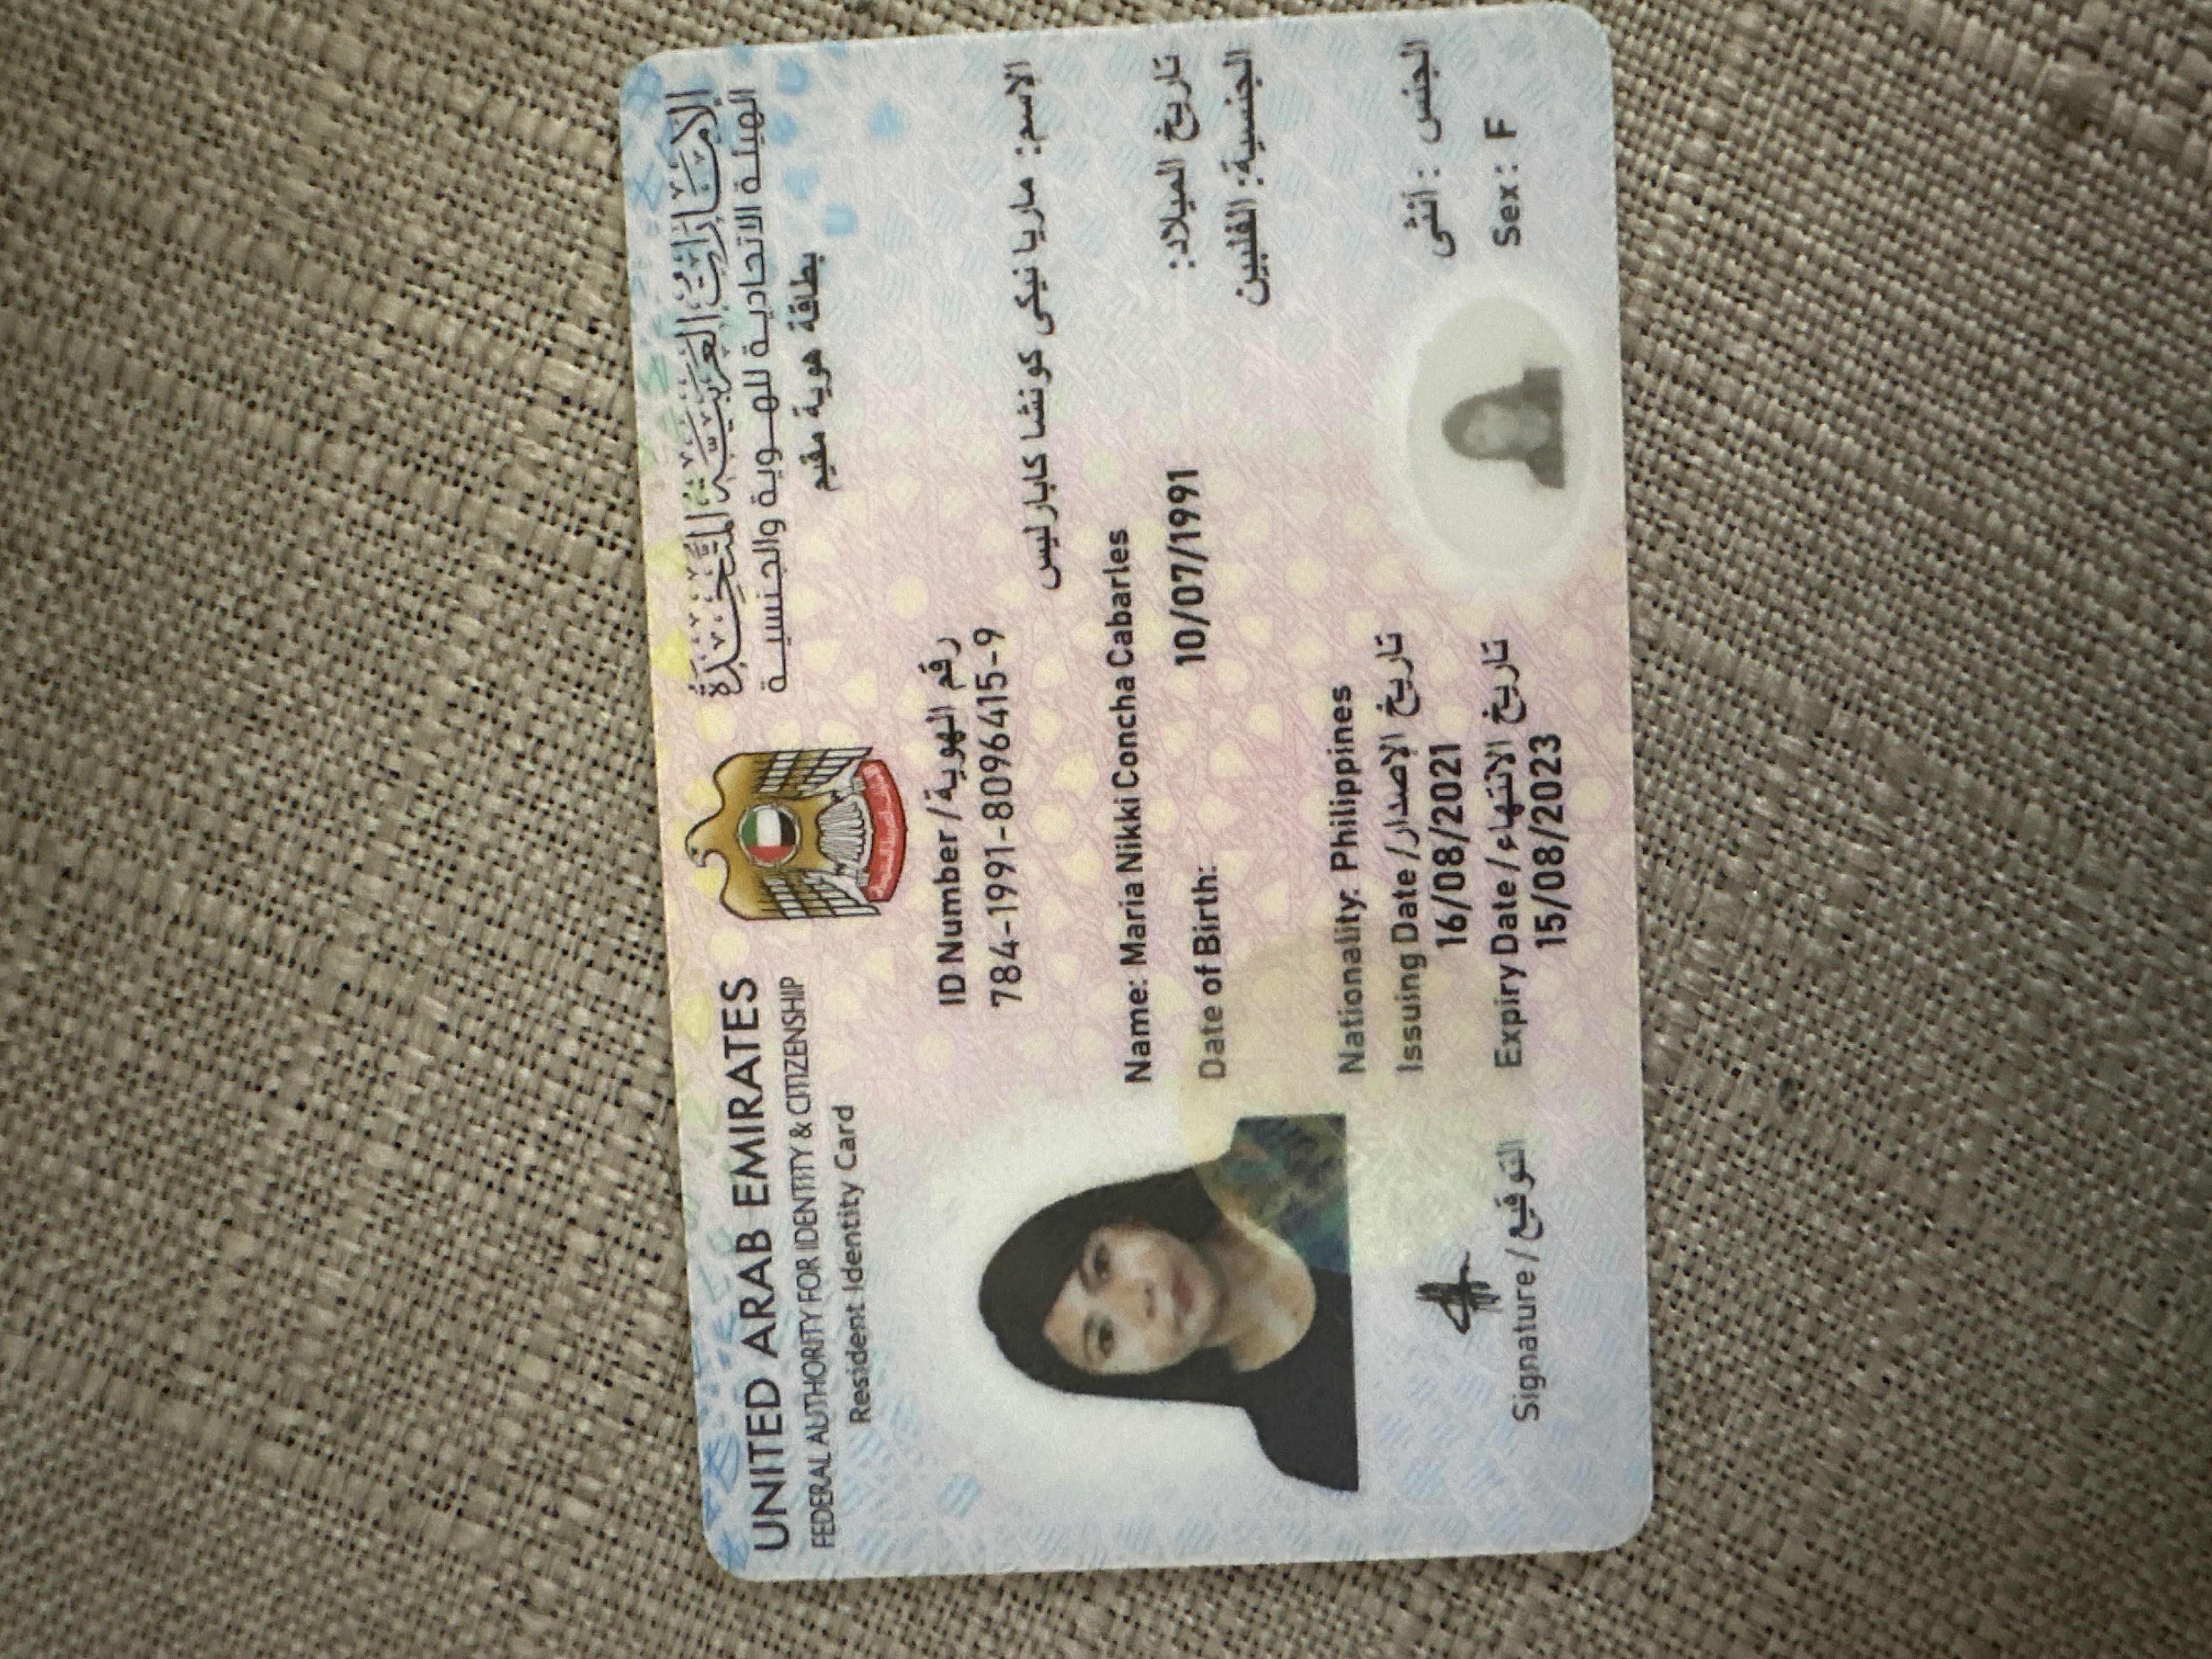 UNITED ARAB EMIRATES
الإمارات العربية المتحدة
FEDERAL AUTHORITY FOR IDENTITY & CITIZENSHIP
الهيئة الاتحادية للهوية والجنسية
Resident Identity Card
بطاقة هوية مقيم
ID Number / رقم الهوية
784-1991-8096415-9
الاسم: ماريا نيكى كونشا كابارليس
Name: Maria Nikki Concha Cabarles
Date of Birth: 10/07/1991 تاريخ الميلاد:
الجنسية: الفلبين
Nationality: Philippines
Issuing Date / تاريخ الإصدار
16/08/2021
الجنس : أنثى
Expiry Date / تاريخ الانتهاء
15/08/2023
Sex : F
Signature / التوقيع